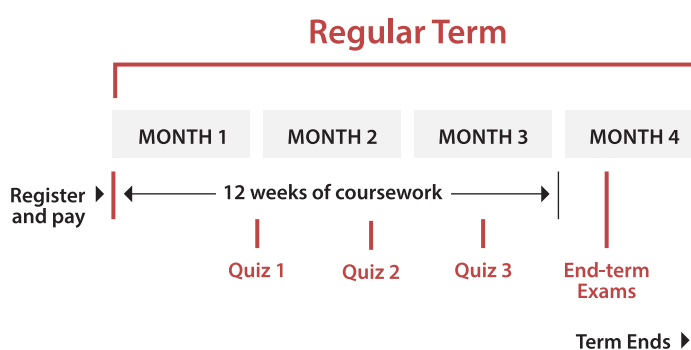 Regular Term
MONTH 1 MONTH 2 MONTH 3 MONTH 4
Register
and pay
12 weeks of coursework
Quiz 1 Quiz 2 Quiz 3 End-term
Exams
Term Ends